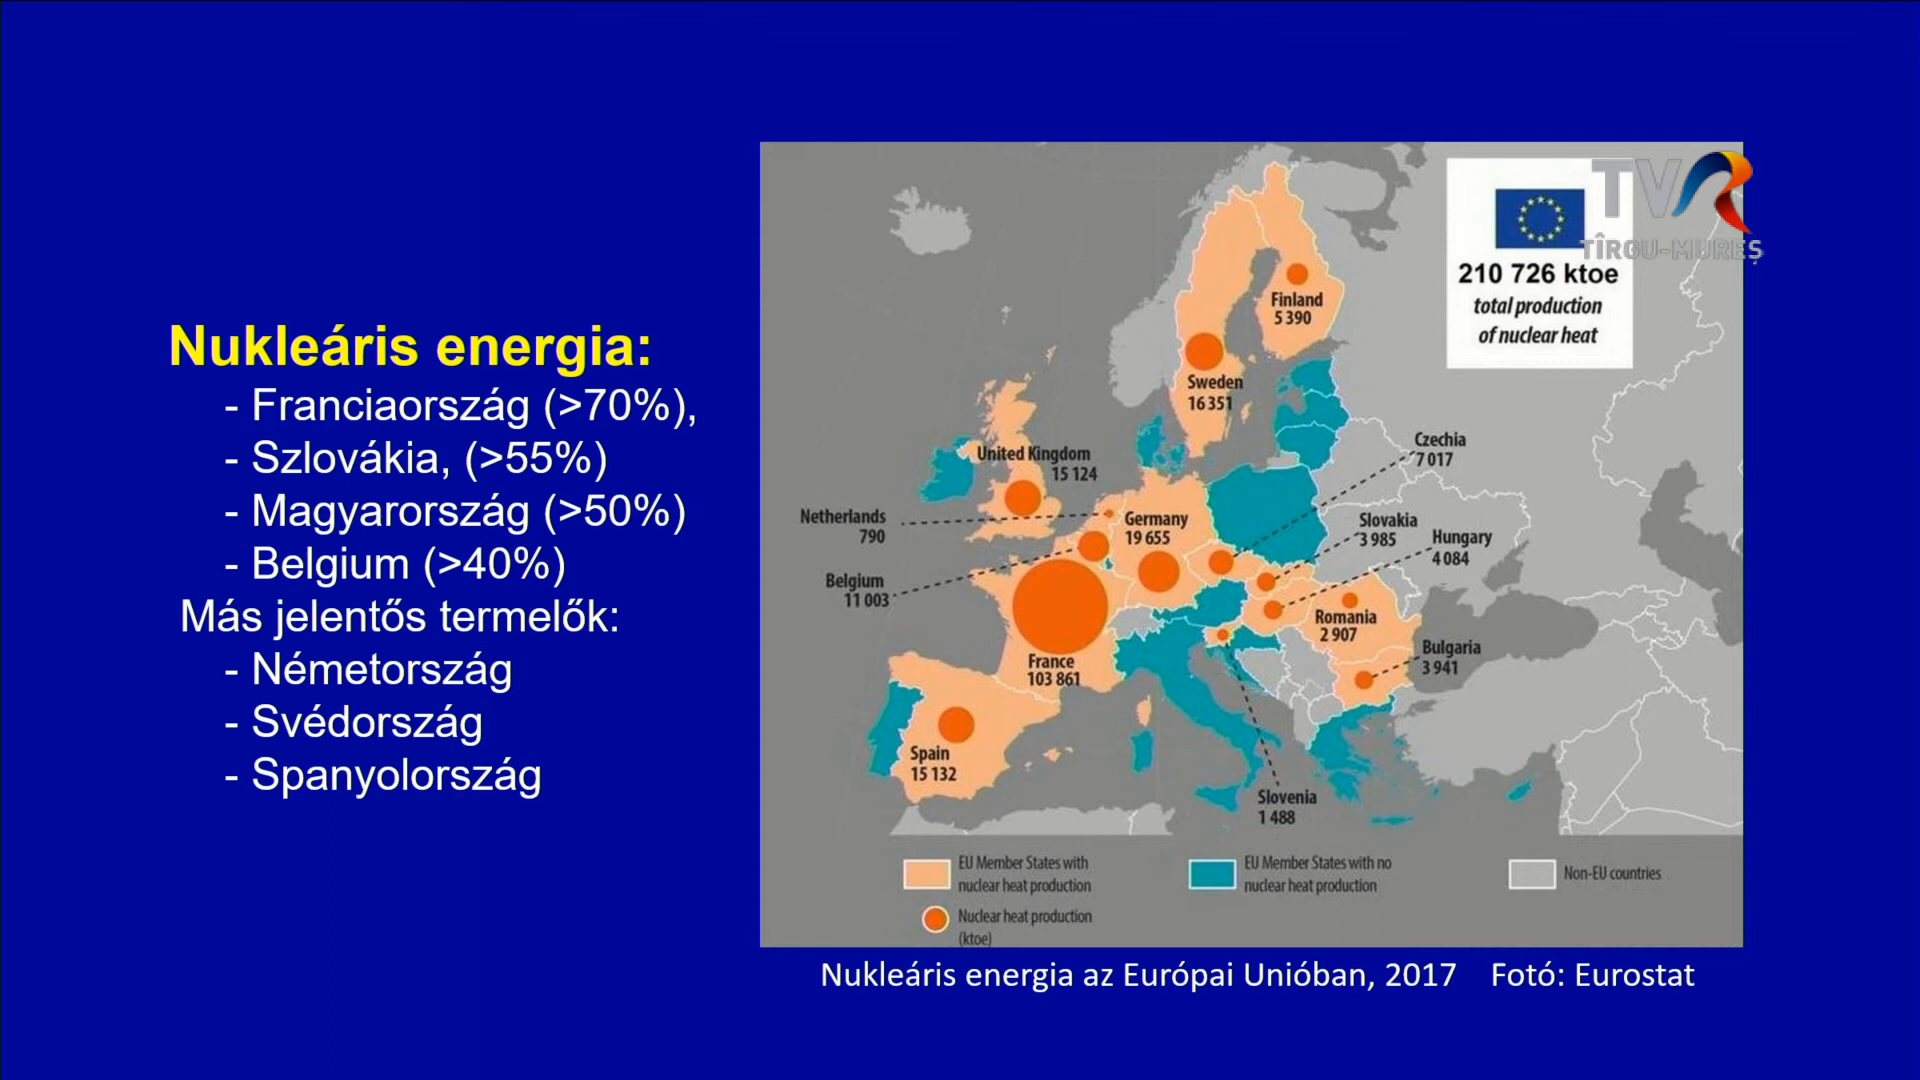 Nukleáris energia:
- Franciaország (>70%),
- Szlovákia, (>55%)
- Magyarország (>50%)
- Belgium (>40%)
Más jelentős termelők:
- Németország
- Svédország
- Spanyolország
TVR
TÎRGU-MUREȘ
210 726 ktoe
total production
of nuclear heat
Finland
5 390
Sweden
16 351
United Kingdom
15 124
Czechia
7 017
Netherlands
790
Germany
19 655
Slovakia
3 985
Hungary
4 084
Belgium
11 003
Romania
2 907
Bulgaria
3 941
France
103 861
Spain
15 132
Slovenia
1 488
EU Member States with
nuclear heat production
EU Member States with no
nuclear heat production
Non-EU countries
Nuclear heat production
(ktoe)
Nukleáris energia az Európai Unióban, 2017 Fotó: Eurostat